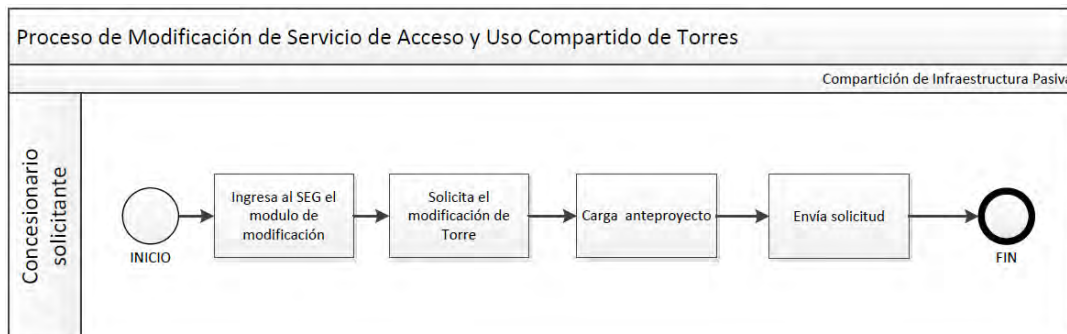 Proceso de Modificación de Servicio de Acceso y Uso Compartido de Torres
Compartición de Infraestructura Pasiva
Concesionario
solicitante
INICIO
Ingresa al SEG el
modulo de
modificación
Solicita el
modificación de
Torre
Carga anteproyecto
Envía solicitud
FIN